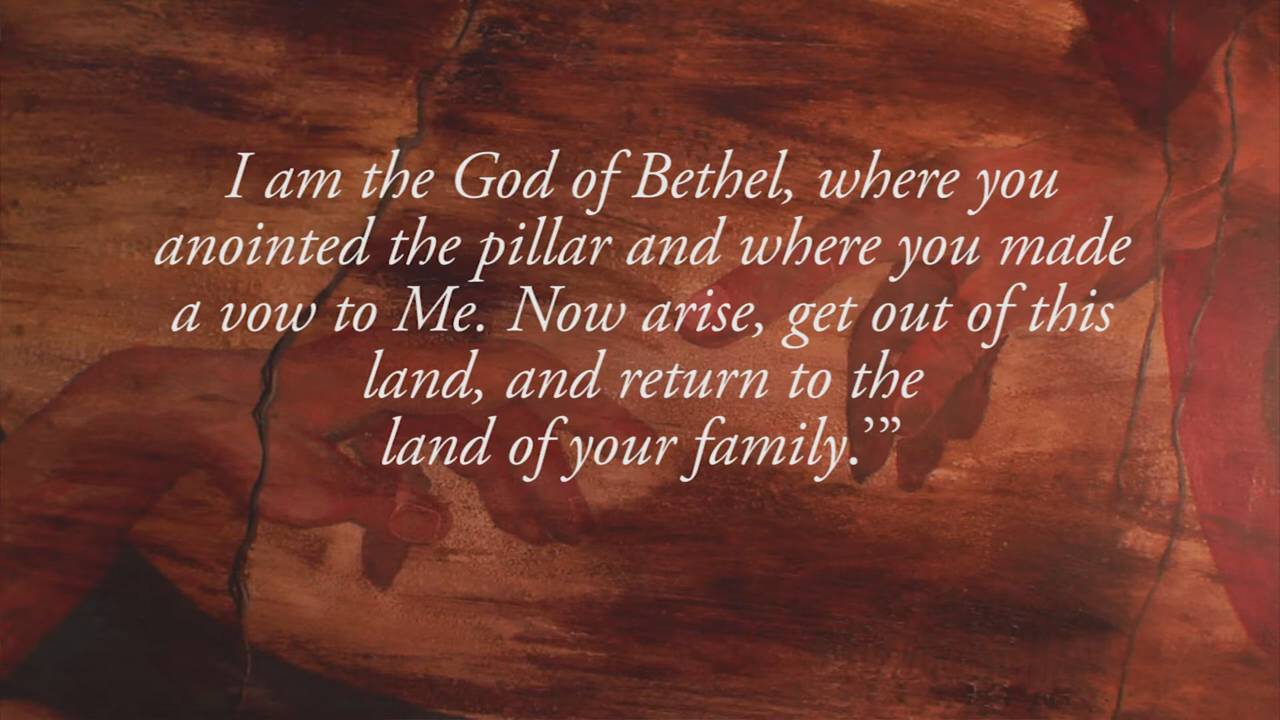 I am the God of Bethel, where you
anointed the pillar and where you made
a vow to Me. Now arise, get out of this
land, and return to the
land of your family.’”